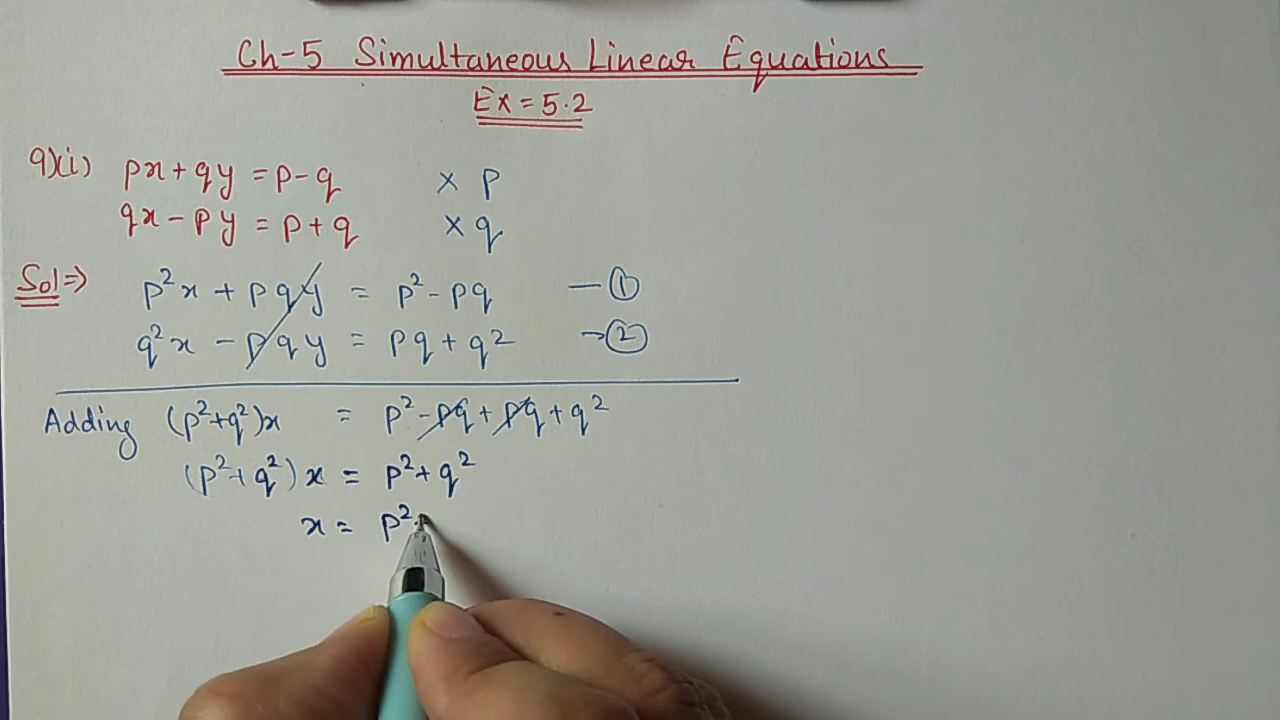 Ch-5 Simultaneous Linear Equations
Ex = 5.2
9)(i) px + qy = p - q × p
qx - py = p + q × q
Sol ⇒ p²x + pqy = p² - pq — ①
q²x - pqy = pq + q² → ②
Adding (p²+q²)x = p² - pq + pq + q²
(p²+q²)x = p² + q²
x = p²